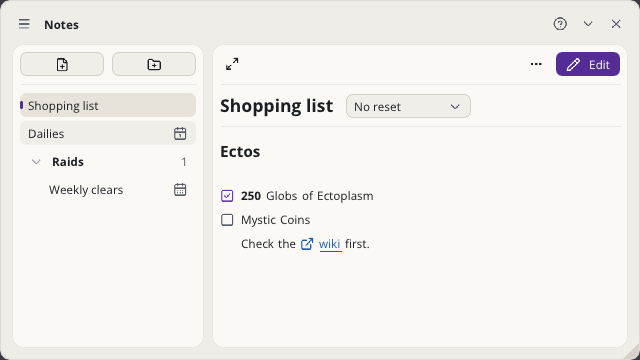 Notes
Shopping list
Dailies
Raids 1
Weekly clears
Edit
Shopping list No reset
Ectos
250 Globs of Ectoplasm
Mystic Coins
Check the wiki first.